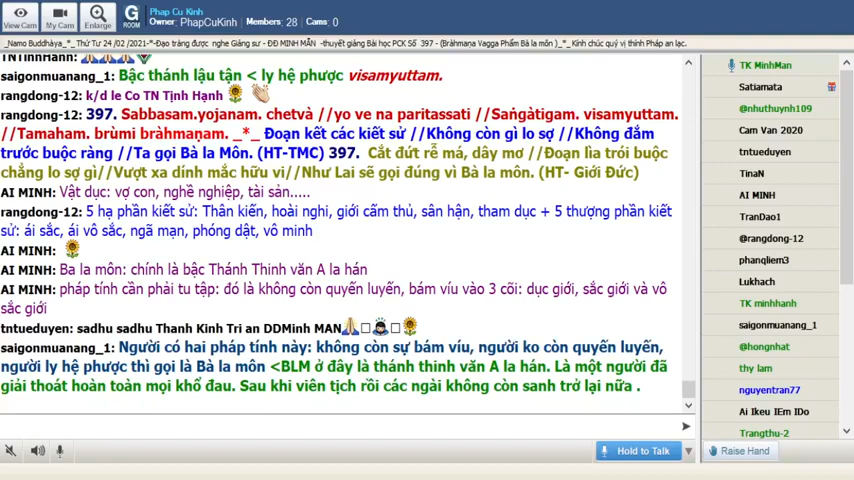 View Cam
My Cam
Enlarge
G
ROOM
Phap Cu Kinh
Owner: PhapCuKinh Members: 28 Cams: 0
_Namo Buddhàya_*_ Thứ Tư 24 /02 /2021-*-Đạo tràng được nghe Giảng sư - ĐĐ MINH MẪN -thuyết giảng Bài học PCK Số 397 - (Bràhmaṇa Vagga Phẩm Bà la môn )_*_ Kinh chúc quý vị thính Pháp an lạc.
TNTinhHanh:
saigonmuanang_1: Bậc thánh lậu tận < ly hệ phược visamyuttam.
rangdong-12: k/d le Co TN Tịnh Hạnh
rangdong-12: 397. Sabbasam.yojanam. chetvà //yo ve na paritassati //Saṅgàtigam. visamyuttam.
//Tamaham. brùmi bràhmaṇam. _*_ Đoạn kết các kiết sử //Không còn gì lo sợ //Không đắm
trước buộc ràng //Ta gọi Bà la Môn. (HT-TMC) 397. Cắt đứt rễ má, dây mơ //Đoạn lìa trói buộc
chẳng lo sợ gì//Vượt xa dính mắc hữu vi//Như Lai sẽ gọi đúng vì Bà la môn. (HT- Giới Đức)
AI MINH: Vật dục: vợ con, nghề nghiệp, tài sản.....
rangdong-12: 5 hạ phần kiết sử: Thân kiến, hoài nghi, giới cấm thủ, sân hận, tham dục + 5 thượng phần kiết
sử: ái sắc, ái vô sắc, ngã mạn, phóng dật, vô minh
AI MINH:
AI MINH: Ba la môn: chính là bậc Thánh Thinh văn A la hán
AI MINH: pháp tính cần phải tu tập: đó là không còn quyến luyến, bám víu vào 3 cõi: dục giới, sắc giới và vô
sắc giới
tntueduyen: sadhu sadhu Thanh Kinh Tri an DDMinh MAN
saigonmuanang_1: Người có hai pháp tính này: không còn sự bám víu, người ko còn quyến luyến,
người ly hệ phược thì gọi là Bà la môn <BLM ở đây là thánh thinh văn A la hán. Là một người đã
giải thoát hoàn toàn mọi khổ đau. Sau khi viên tịch rồi các ngài không còn sanh trở lại nữa .
Hold to Talk
TK MinhMan
Satiamata
@nhuthuynh109
Cam Van 2020
tntueduyen
TinaN
AI MINH
TranDao1
@rangdong-12
phanqliem3
Lukhach
TK minhhanh
saigonmuanang_1
@hongnhat
thy lam
nguyentran77
Ai Ikeu IEm IDo
Trangthu-2
Raise Hand